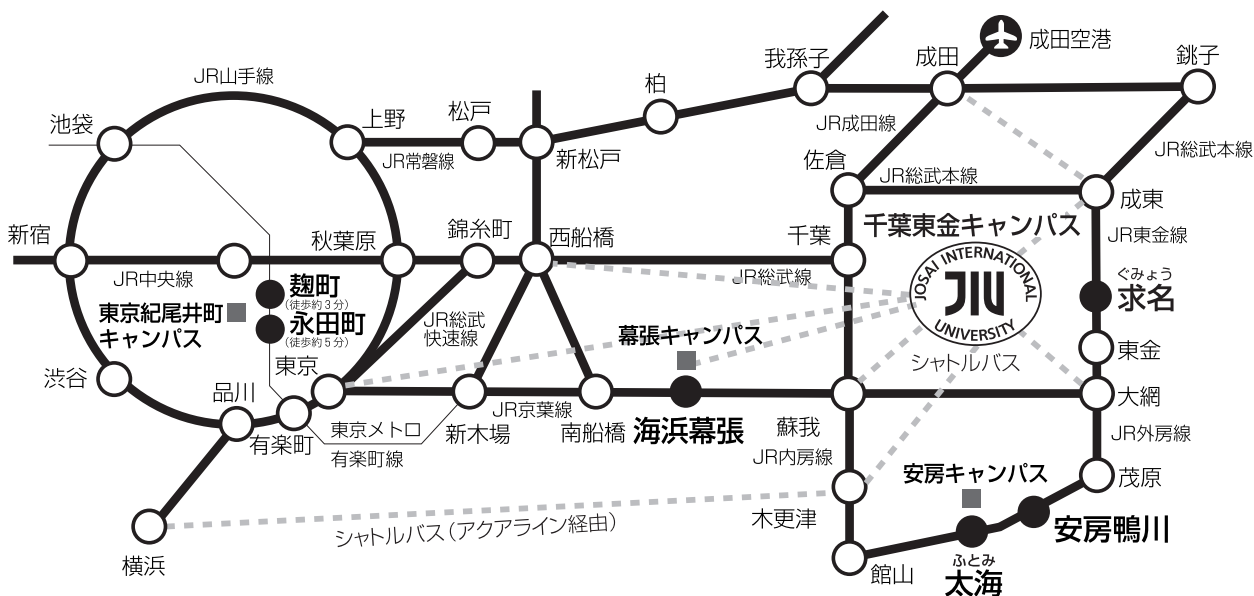 成田空港
我孫子
成田
銚子
JR山手線
柏
池袋
上野
松戸
JR成田線
新松戸
JR常磐線
佐倉
JR総武本線
JR総武本線
成東
新宿
秋葉原
錦糸町
西船橋
千葉
千葉東金キャンパス
JR東金線
JR中央線
JR総武線
JOSAI INTERNATIONAL
JIU
UNIVERSITY
ぐみょう
求名
麹町
(徒歩約3分)
東京紀尾井町
キャンパス
永田町
(徒歩約5分)
JR総武
快速線
幕張キャンパス
シャトルバス
東金
東京
渋谷
品川
有楽町
東京メトロ
有楽町線
新木場
JR京葉線
南船橋
海浜幕張
蘇我
大網
JR外房線
JR内房線
安房キャンパス
茂原
木更津
シャトルバス(アクアライン経由)
横浜
安房鴨川
館山
ふとみ
太海